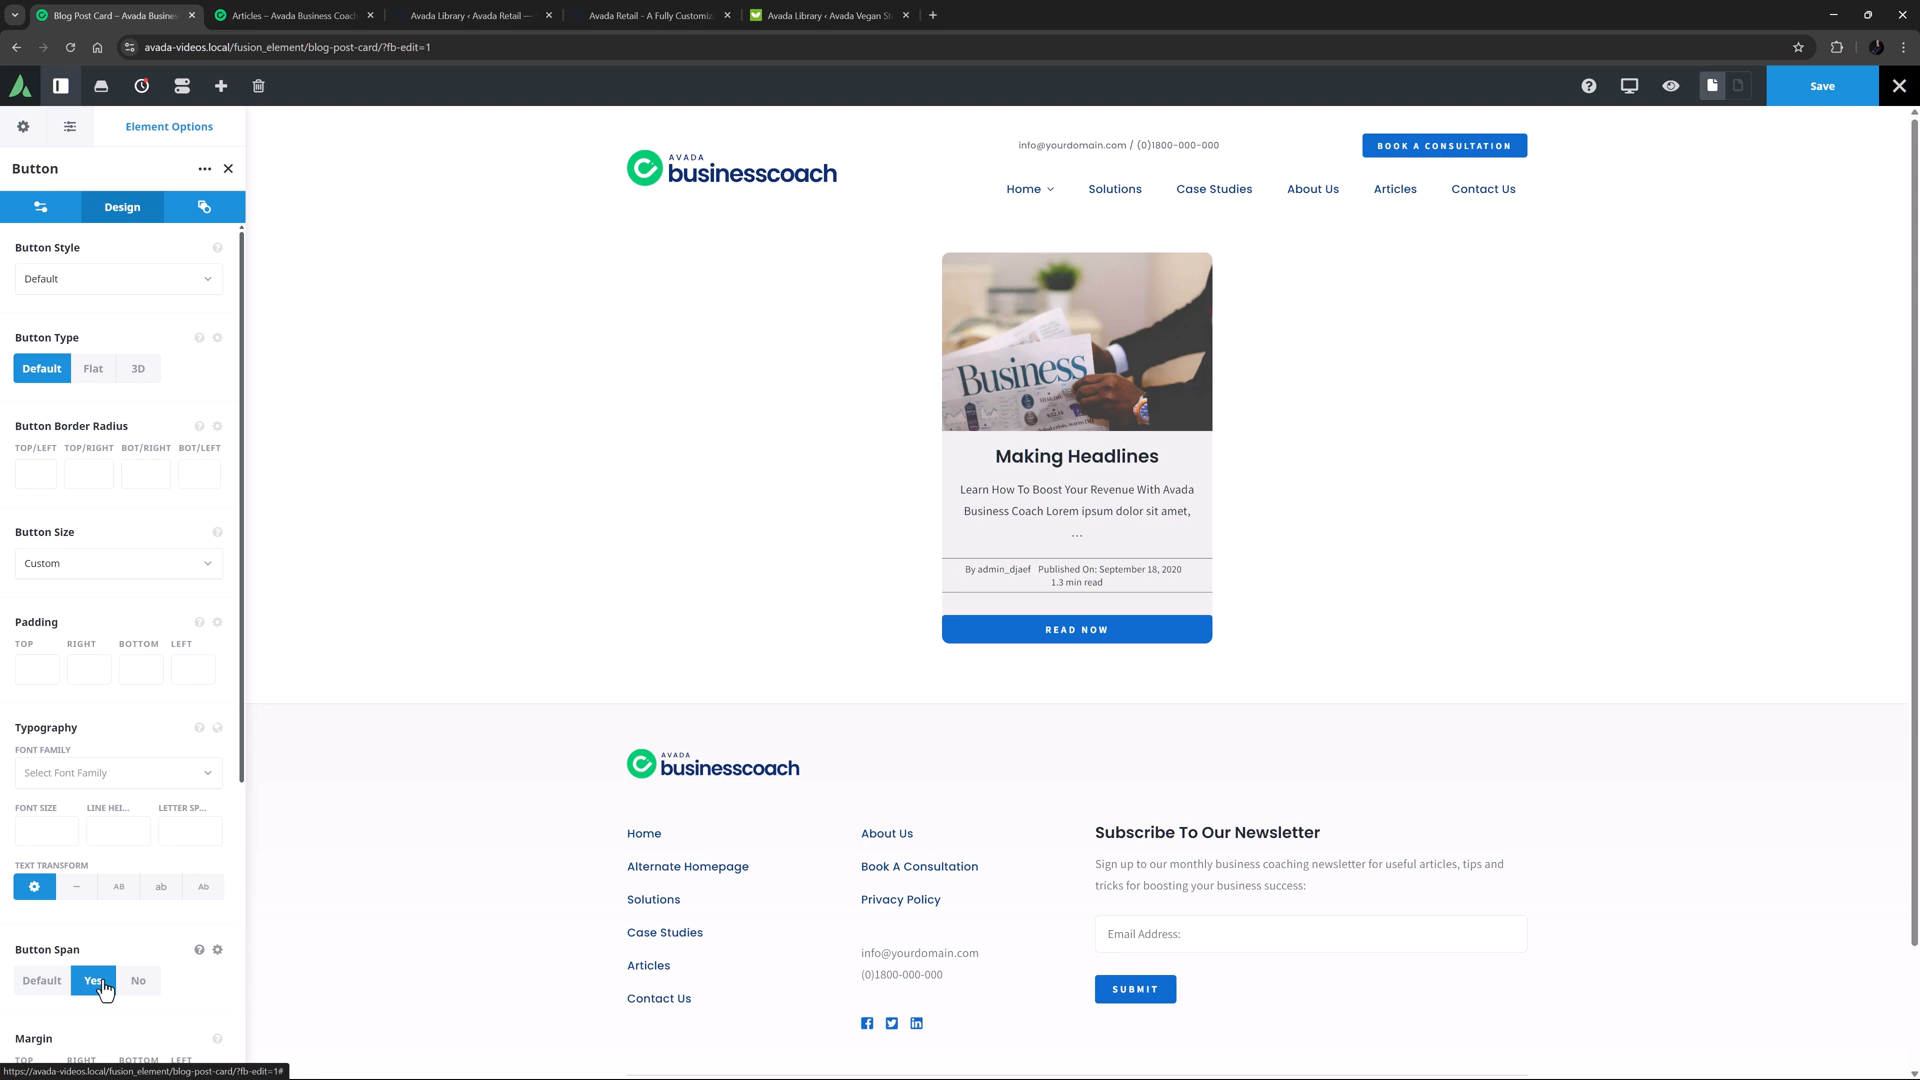 Blog Post Card – Avada Busines
Articles – Avada Business Coach
Avada Library ‹ Avada Retail —
Avada Retail - A Fully Customiz
Avada Library ‹ Avada Vegan St
avada-videos.local/fusion_element/blog-post-card/?fb-edit=1
Save
Element Options
Button
Design
Button Style
Default
Button Type
Default Flat 3D
Button Border Radius
TOP/LEFT TOP/RIGHT BOT/RIGHT BOT/LEFT
Button Size
Custom
Padding
TOP RIGHT BOTTOM LEFT
Typography
FONT FAMILY
Select Font Family
FONT SIZE LINE HEI... LETTER SP...
TEXT TRANSFORM
– AB ab Ab
Button Span
Default Yes No
Margin
TOP RIGHT BOTTOM LEFT
https://avada-videos.local/fusion_element/blog-post-card/?fb-edit=1#
AVADA
businesscoach
info@yourdomain.com / (0)1800-000-000
BOOK A CONSULTATION
Home Solutions Case Studies About Us Articles Contact Us
Business
Making Headlines
Learn How To Boost Your Revenue With Avada
Business Coach Lorem ipsum dolor sit amet,
...
By admin_djaef Published On: September 18, 2020
1.3 min read
READ NOW
AVADA
businesscoach
Home
Alternate Homepage
Solutions
Case Studies
Articles
Contact Us
About Us
Book A Consultation
Privacy Policy
info@yourdomain.com
(0)1800-000-000
Subscribe To Our Newsletter
Sign up to our monthly business coaching newsletter for useful articles, tips and
tricks for boosting your business success:
Email Address:
SUBMIT